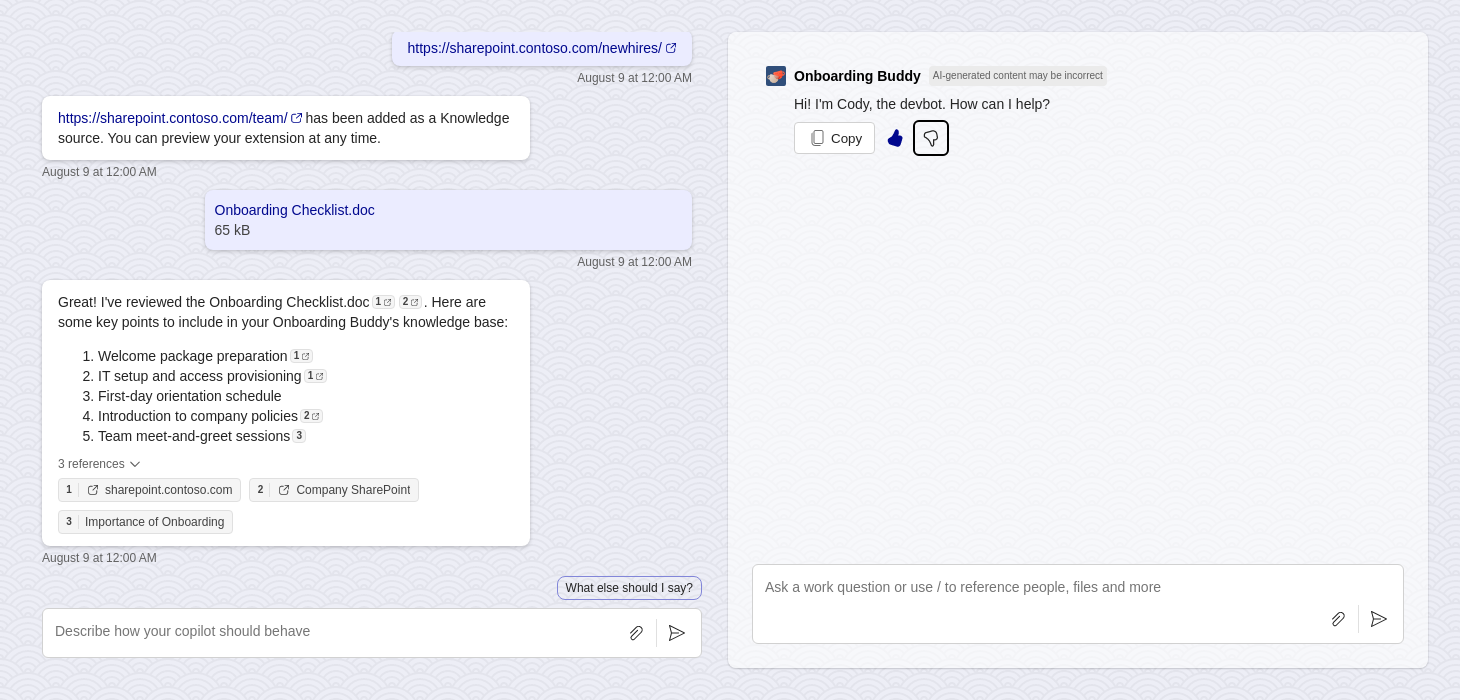 https://sharepoint.contoso.com/newhires/
August 9 at 12:00 AM
https://sharepoint.contoso.com/team/ has been added as a Knowledge
source. You can preview your extension at any time.
August 9 at 12:00 AM
Onboarding Checklist.doc
65 kB
August 9 at 12:00 AM
Great! I've reviewed the Onboarding Checklist.doc 1 2 . Here are
some key points to include in your Onboarding Buddy's knowledge base:
1. Welcome package preparation 1
2. IT setup and access provisioning 1
3. First-day orientation schedule
4. Introduction to company policies 2
5. Team meet-and-greet sessions 3
3 references
1 sharepoint.contoso.com 2 Company SharePoint
3 Importance of Onboarding
August 9 at 12:00 AM
What else should I say?
Describe how your copilot should behave
Onboarding Buddy AI-generated content may be incorrect
Hi! I'm Cody, the devbot. How can I help?
Copy
Ask a work question or use / to reference people, files and more